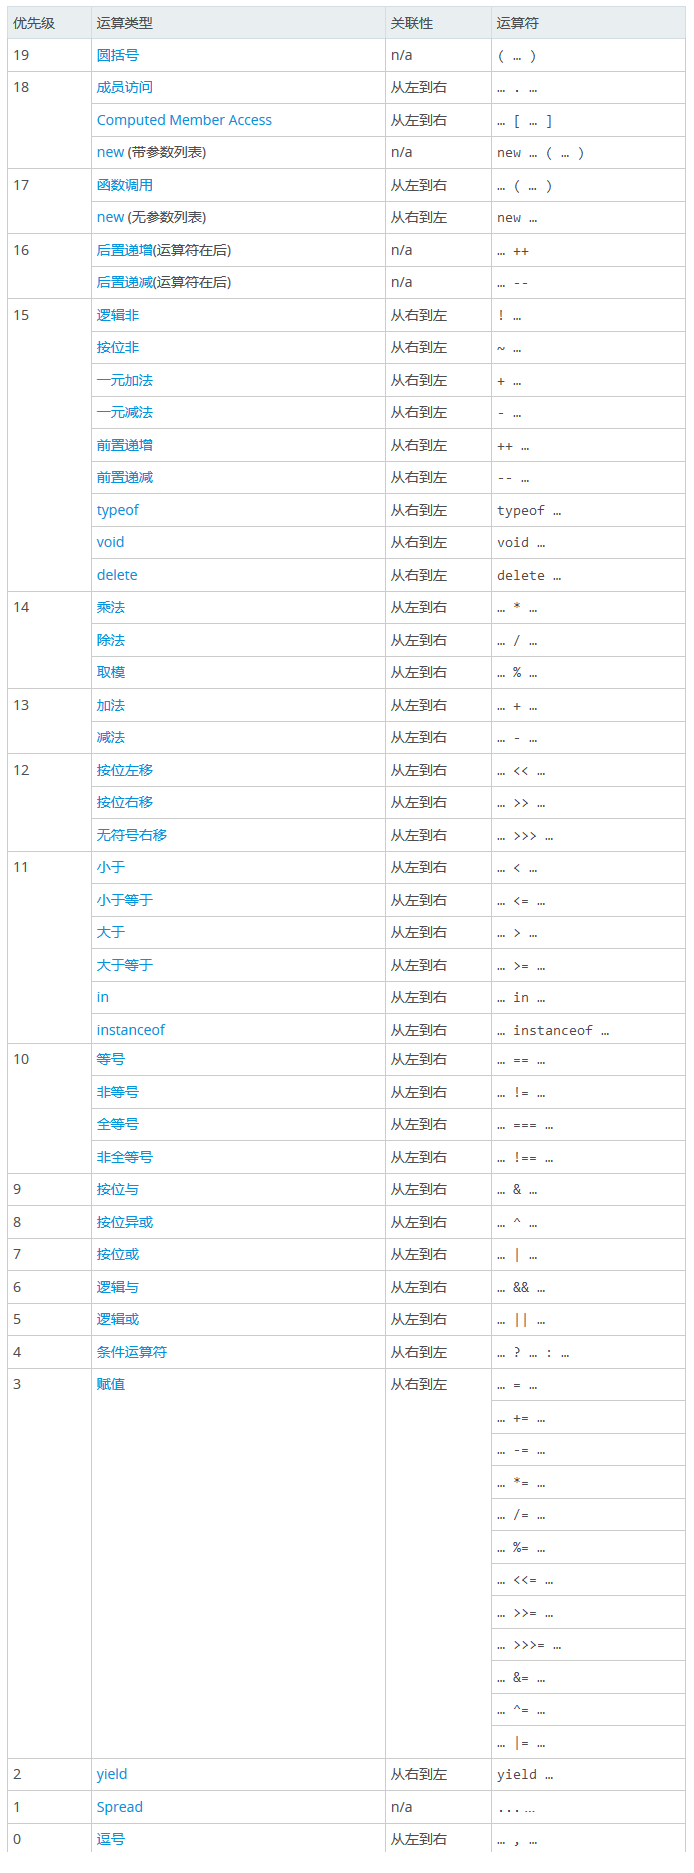 优先级 运算类型 关联性 运算符
19 圆括号 n/a ( … )
18 成员访问 从左到右 … . …
Computed Member Access 从左到右 … [ … ]
new (带参数列表) n/a new … ( … )
17 函数调用 从左到右 … ( … )
new (无参数列表) 从右到左 new …
16 后置递增(运算符在后) n/a … ++
后置递减(运算符在后) n/a … --
15 逻辑非 从右到左 ! …
按位非 从右到左 ~ …
一元加法 从右到左 + …
一元减法 从右到左 - …
前置递增 从右到左 ++ …
前置递减 从右到左 -- …
typeof 从右到左 typeof …
void 从右到左 void …
delete 从右到左 delete …
14 乘法 从左到右 … * …
除法 从左到右 … / …
取模 从左到右 … % …
13 加法 从左到右 … + …
减法 从左到右 … - …
12 按位左移 从左到右 … << …
按位右移 从左到右 … >> …
无符号右移 从左到右 … >>> …
11 小于 从左到右 … < …
小于等于 从左到右 … <= …
大于 从左到右 … > …
大于等于 从左到右 … >= …
in 从左到右 … in …
instanceof 从左到右 … instanceof …
10 等号 从左到右 … == …
非等号 从左到右 … != …
全等号 从左到右 … === …
非全等号 从左到右 … !== …
9 按位与 从左到右 … & …
8 按位异或 从左到右 … ^ …
7 按位或 从左到右 … | …
6 逻辑与 从左到右 … && …
5 逻辑或 从左到右 … || …
4 条件运算符 从右到左 … ? … : …
3 赋值 从右到左 … = …
… += …
… -= …
… *= …
… /= …
… %= …
… <<= …
… >>= …
… >>>= …
… &= …
… ^= …
… |= …
2 yield 从右到左 yield …
1 Spread n/a ... …
0 逗号 从左到右 … , …